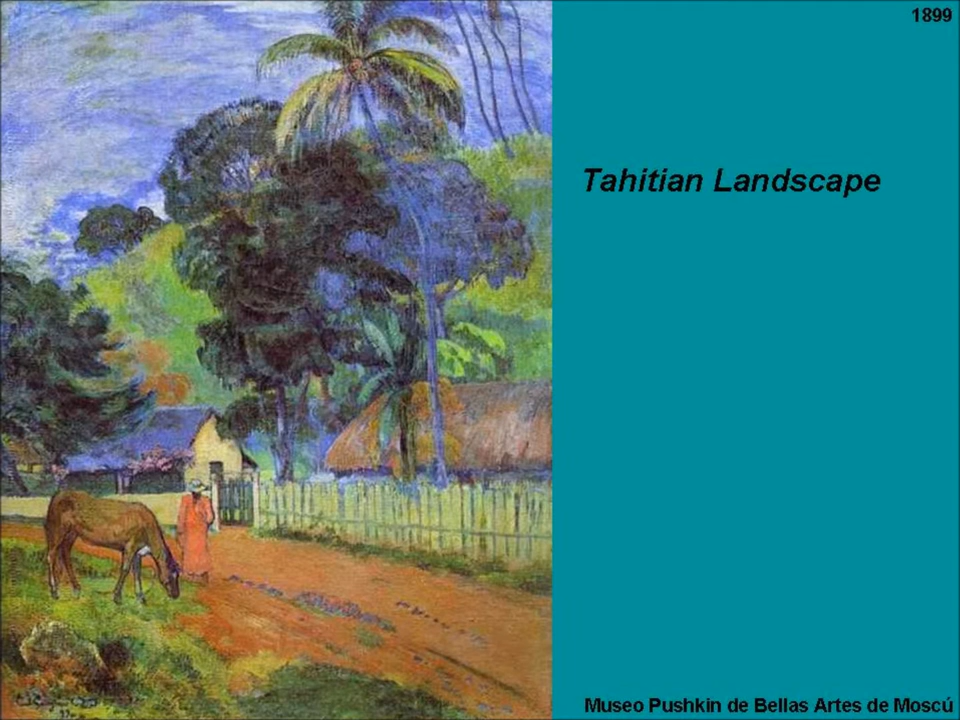 1899
Tahitian Landscape
Museo Pushkin de Bellas Artes de Moscú